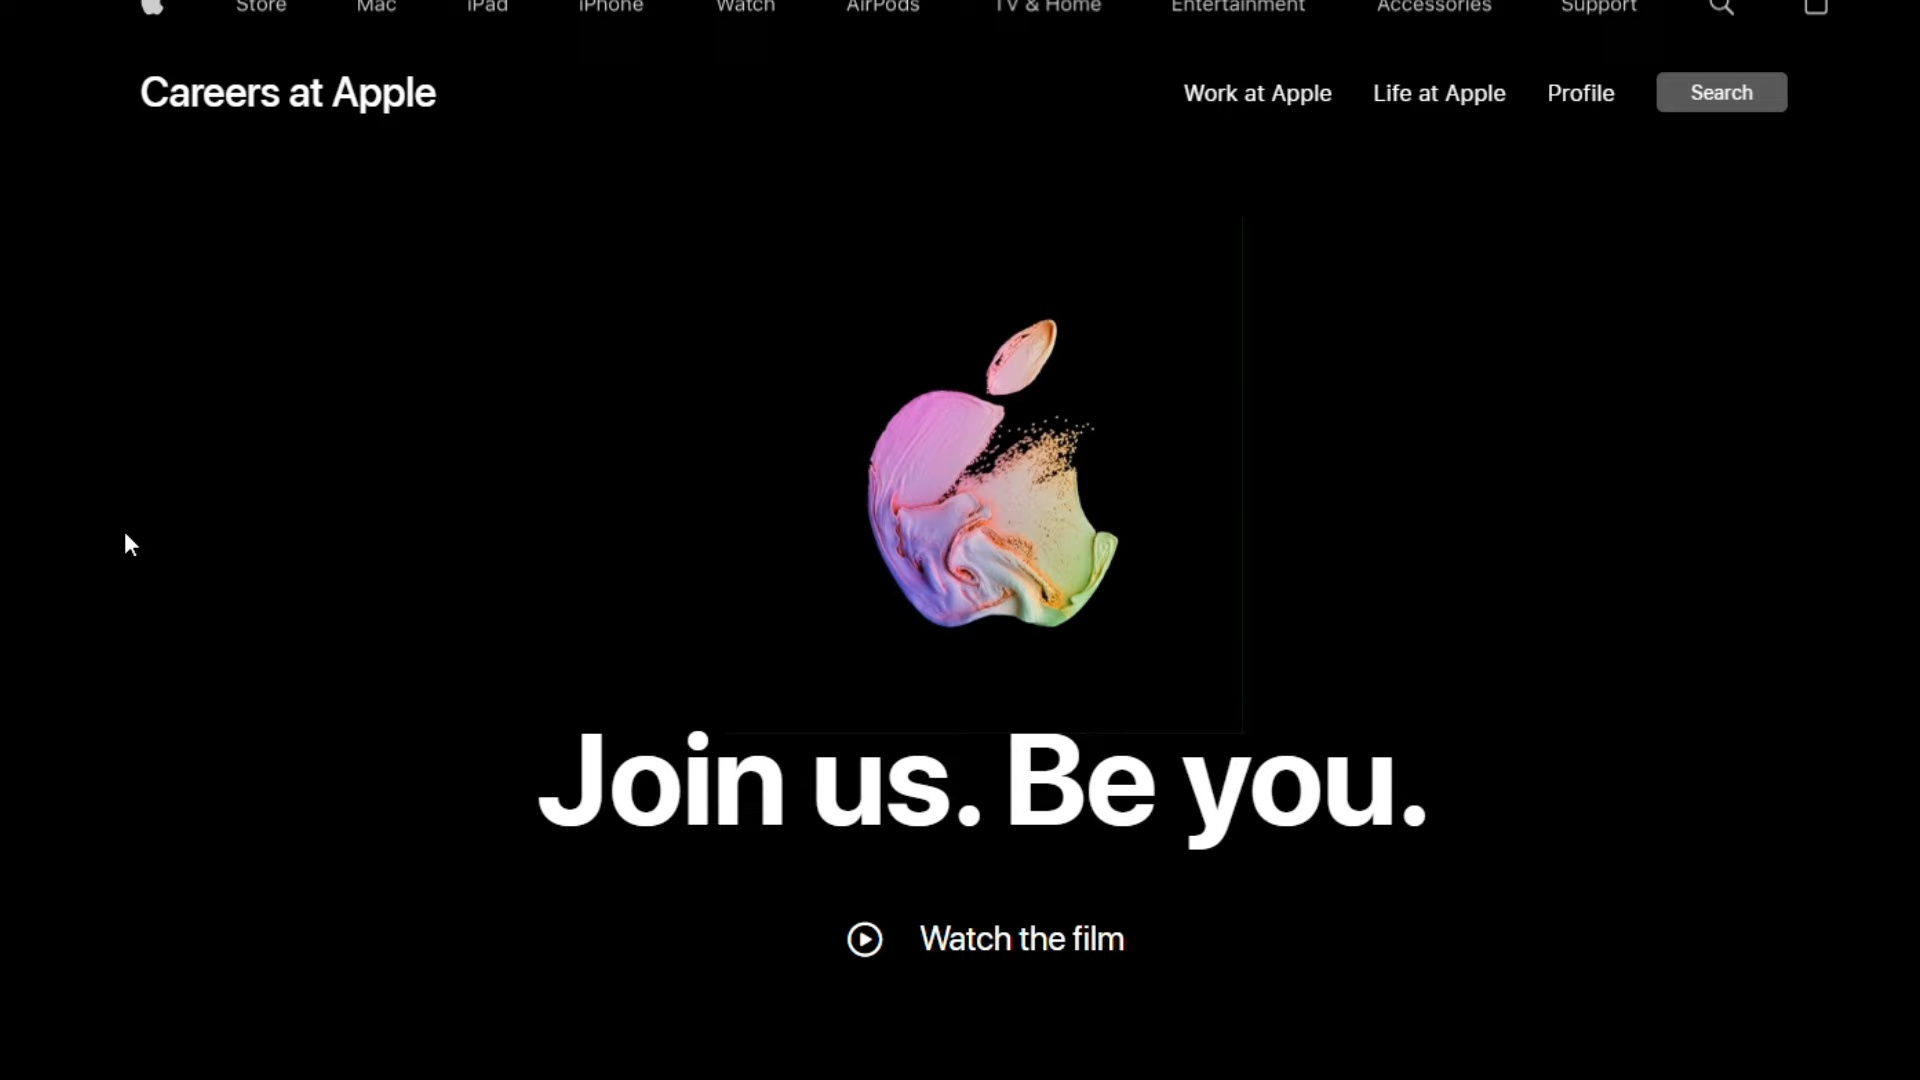 Store Mac iPad iPhone Watch AirPods TV & Home Entertainment Accessories Support
Careers at Apple Work at Apple Life at Apple Profile Search
Join us. Be you.
Watch the film